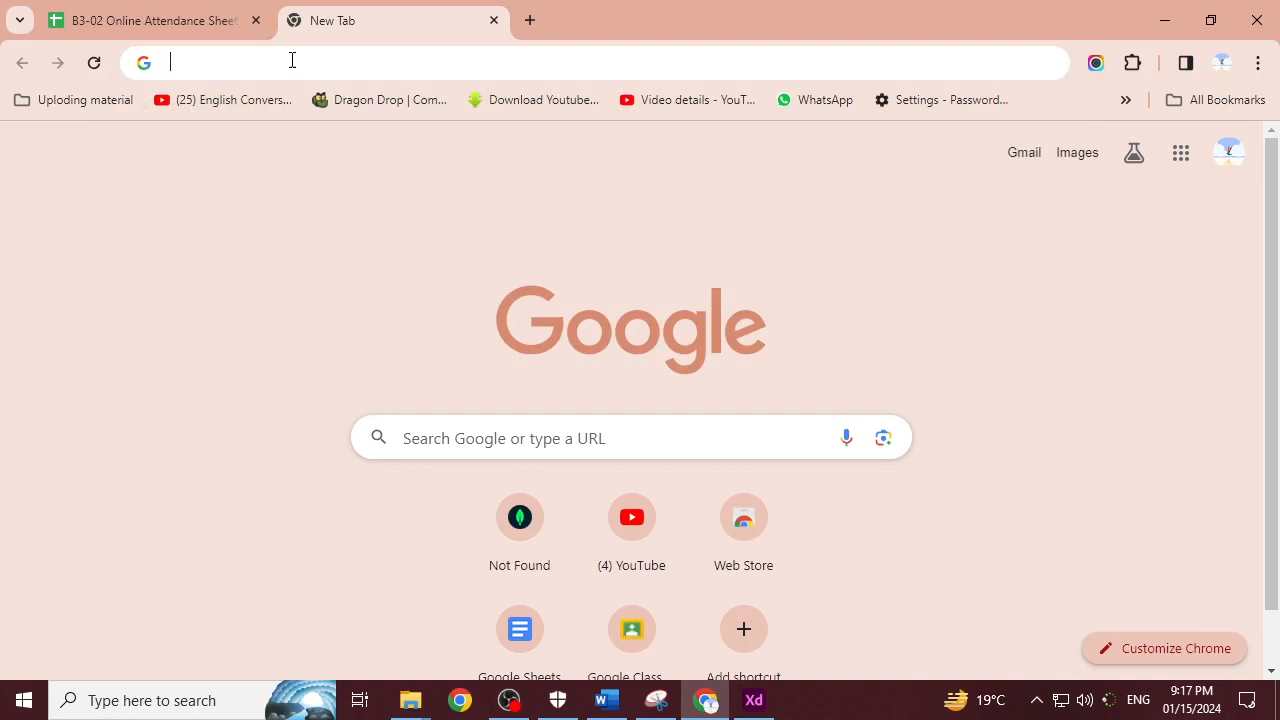 B3-02 Online Attendance Sheet
New Tab
Uploding material
(25) English Convers...
Dragon Drop | Com...
Download Youtube...
Video details - YouT...
WhatsApp
Settings - Password...
All Bookmarks
Gmail
Images
Google
Search Google or type a URL
Not Found
(4) YouTube
Web Store
Google Sheets
Google Class...
Add shortcut
Customize Chrome
Type here to search
Xd
19°C
ENG
9:17 PM
01/15/2024